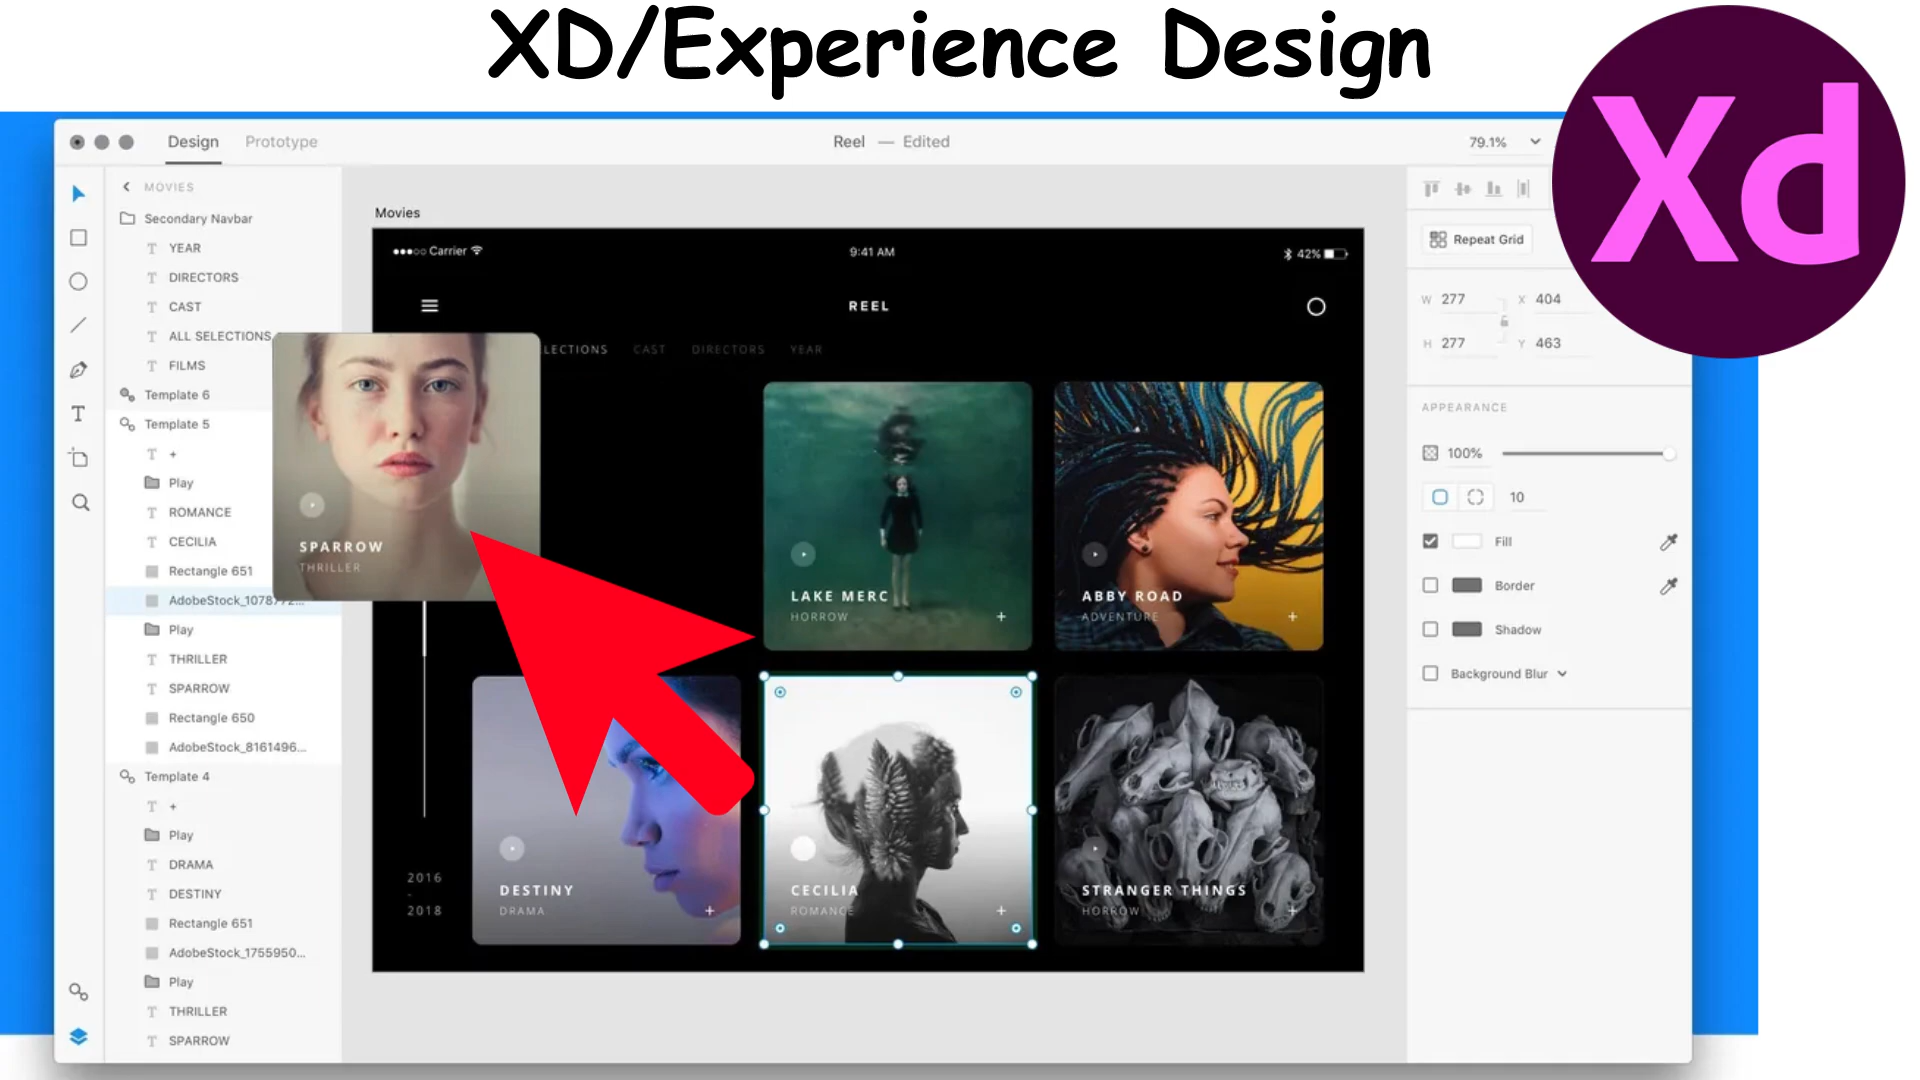 XD/Experience Design
Xd
Design Prototype
Reel — Edited
79.1%
MOVIES
Secondary Navbar
T YEAR
T DIRECTORS
T CAST
T ALL SELECTIONS
T FILMS
Template 6
Template 5
T +
Play
T ROMANCE
T CECILIA
Rectangle 651
AdobeStock_1078772...
Play
T THRILLER
T SPARROW
Rectangle 650
AdobeStock_8161496...
Template 4
T +
Play
T DRAMA
T DESTINY
Rectangle 651
AdobeStock_1755950...
Play
T THRILLER
T SPARROW
T
Movies
Carrier
9:41 AM
42%
REEL
LECTIONS CAST DIRECTORS YEAR
SPARROW
THRILLER
LAKE MERC
HORROW
+
ABBY ROAD
ADVENTURE
+
2016
-
2018
DESTINY
DRAMA
+
CECILIA
ROMANCE
+
STRANGER THINGS
HORROW
+
Repeat Grid
W 277 X 404
H 277 Y 463
APPEARANCE
100%
10
Fill
Border
Shadow
Background Blur